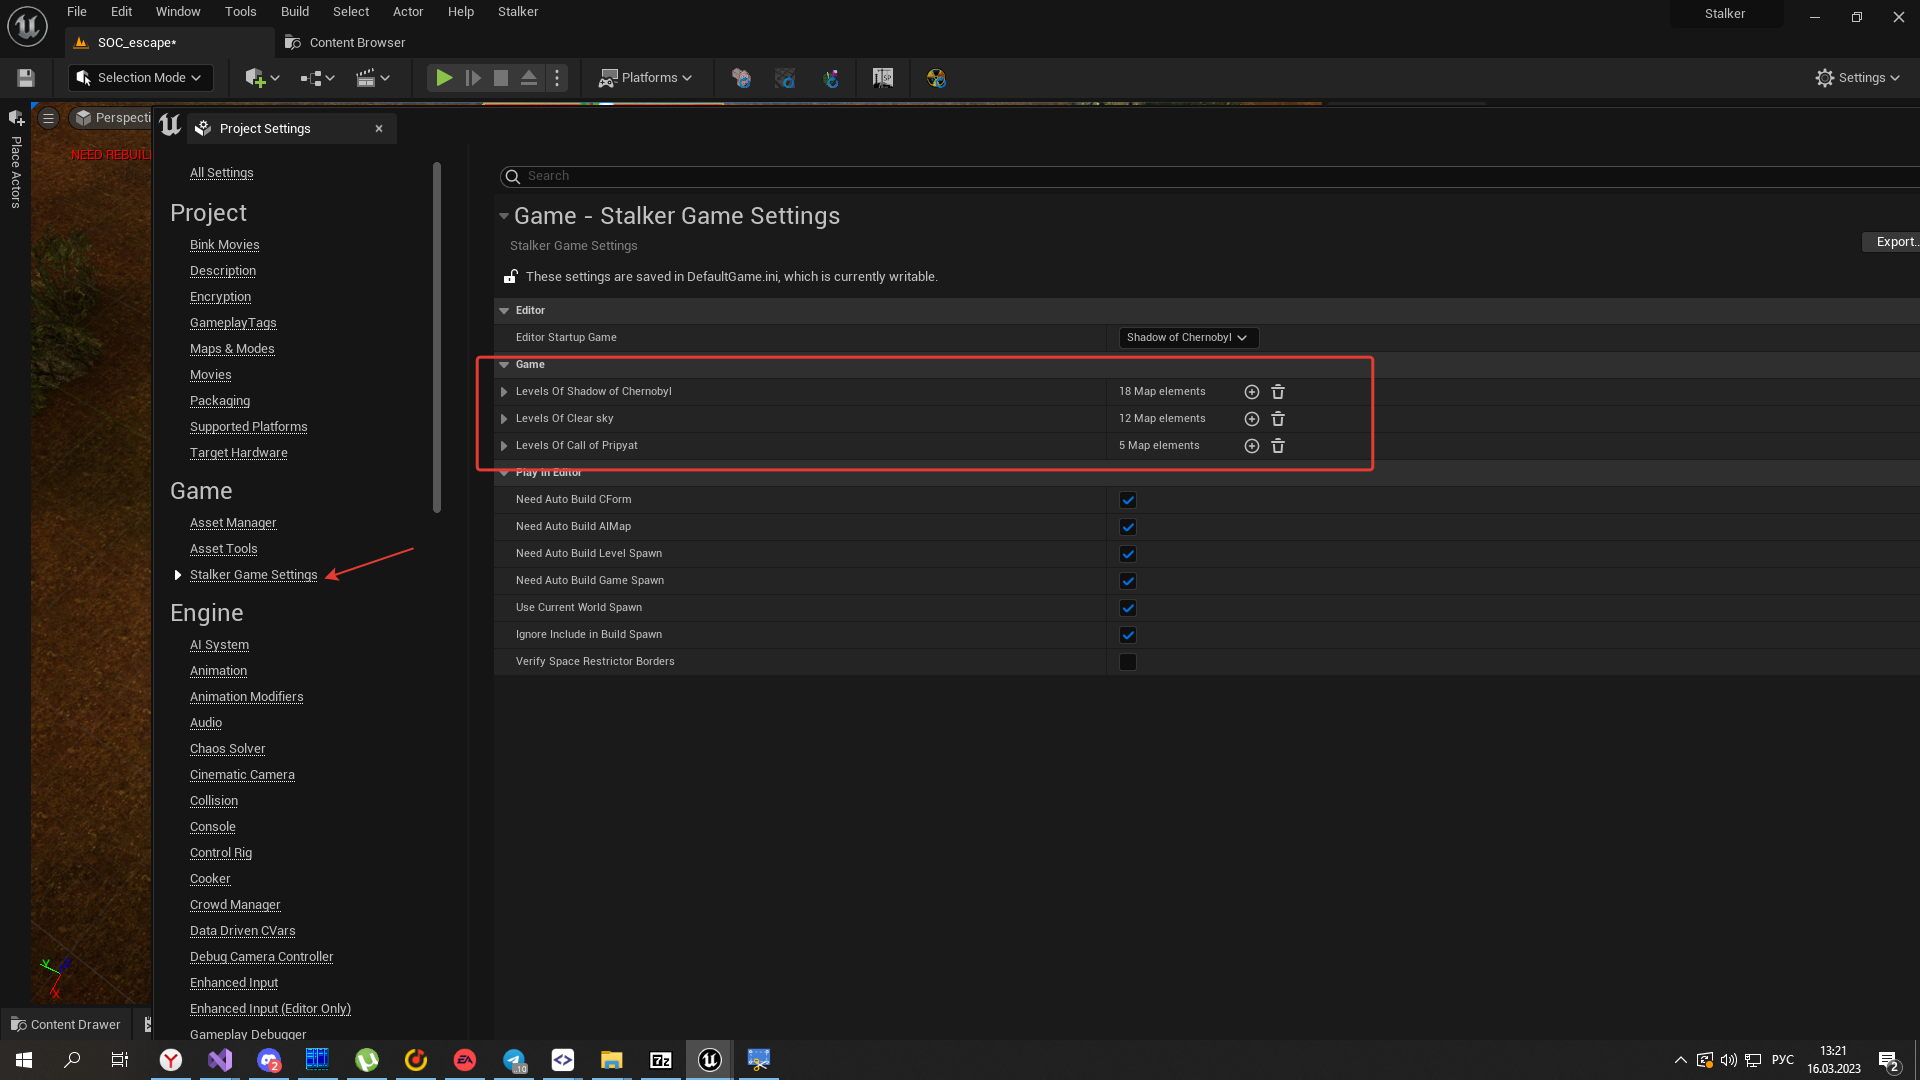 File Edit Window Tools Build Select Actor Help Stalker
Stalker
SOC_escape*
Content Browser
Selection Mode
Platforms
Settings
Place Actors
Perspecti
NEED REBUIL
Project Settings
All Settings
Project
Bink Movies
Description
Encryption
GameplayTags
Maps & Modes
Movies
Packaging
Supported Platforms
Target Hardware
Game
Asset Manager
Asset Tools
Stalker Game Settings
Engine
AI System
Animation
Animation Modifiers
Audio
Chaos Solver
Cinematic Camera
Collision
Console
Control Rig
Cooker
Crowd Manager
Data Driven CVars
Debug Camera Controller
Enhanced Input
Enhanced Input (Editor Only)
Gameplay Debugger
Search
Game - Stalker Game Settings
Stalker Game Settings
Export..
These settings are saved in DefaultGame.ini, which is currently writable.
Editor
Editor Startup Game Shadow of Chernobyl
Game
Levels Of Shadow of Chernobyl 18 Map elements
Levels Of Clear sky 12 Map elements
Levels Of Call of Pripyat 5 Map elements
Play in Editor
Need Auto Build CForm
Need Auto Build AIMap
Need Auto Build Level Spawn
Need Auto Build Game Spawn
Use Current World Spawn
Ignore Include in Build Spawn
Verify Space Restrictor Borders
Y Z
X
Content Drawer
2
EA
..10
7z
РУС
13:21
16.03.2023
2